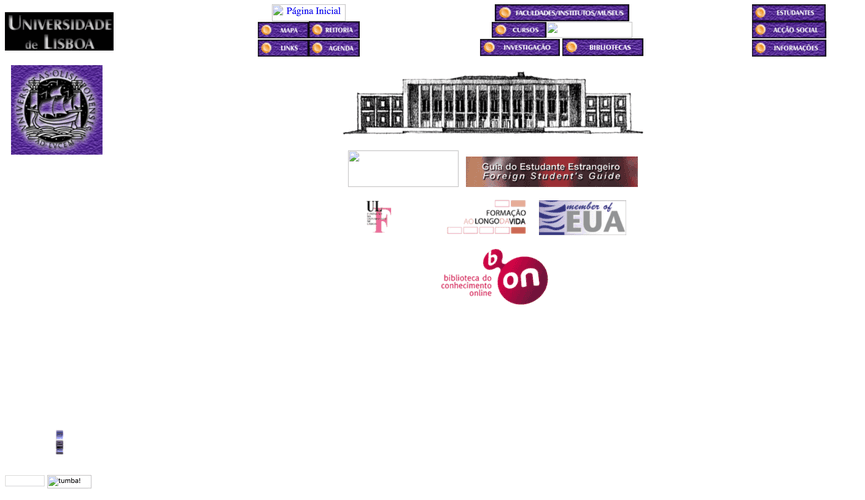 UNIVERSIDADE
de LISBOA
Página Inicial
MAPA
REITORIA
LINKS
AGENDA
FACULDADES/INSTITUTOS/MUSEUS
CURSOS
INVESTIGAÇÃO
BIBLIOTECAS
ESTUDANTES
ACÇÃO SOCIAL
INFORMAÇÕES
Guia do Estudante Estrangeiro
Foreign Student's Guide
UL
F
FORMAÇÃO
AO LONGO DA VIDA
member of
EUA
b on
biblioteca do
conhecimento
online
tumba!